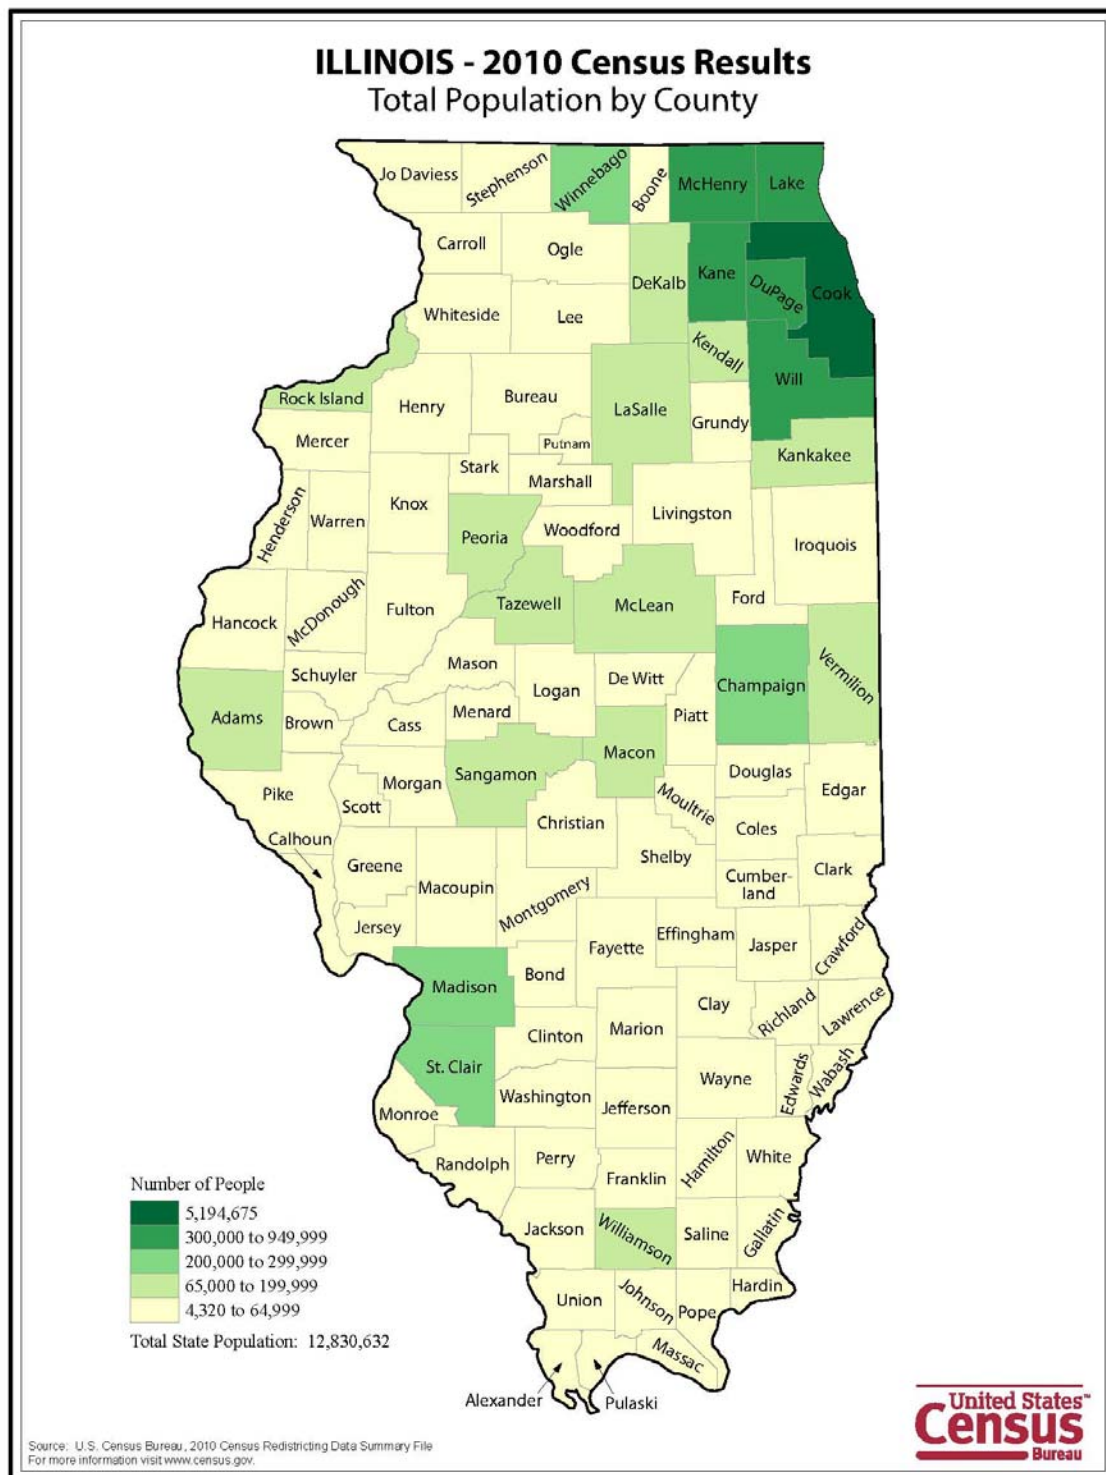 ILLINOIS - 2010 Census Results
Total Population by County
Jo Daviess
Stephenson
Winnebago
Boone
McHenry
Lake
Carroll
Ogle
DeKalb
Kane
DuPage
Cook
Whiteside
Lee
Kendall
Will
Rock Island
Henry
Bureau
LaSalle
Grundy
Mercer
Putnam
Kankakee
Stark
Marshall
Henderson
Warren
Knox
Peoria
Woodford
Livingston
Iroquois
Hancock
McDonough
Fulton
Tazewell
McLean
Ford
Schuyler
Mason
Logan
De Witt
Champaign
Vermilion
Adams
Brown
Cass
Menard
Piatt
Pike
Scott
Morgan
Sangamon
Macon
Moultrie
Douglas
Edgar
Calhoun
Christian
Coles
Greene
Macoupin
Montgomery
Shelby
Cumber-
land
Clark
Jersey
Fayette
Effingham
Jasper
Crawford
Madison
Bond
Clay
Richland
Lawrence
Clinton
Marion
St. Clair
Washington
Wayne
Edwards
Wabash
Monroe
Jefferson
Randolph
Perry
Franklin
Hamilton
White
Jackson
Williamson
Saline
Gallatin
Union
Johnson
Pope
Hardin
Massac
Alexander
Pulaski
Number of People
5,194,675
300,000 to 949,999
200,000 to 299,999
65,000 to 199,999
4,320 to 64,999
Total State Population: 12,830,632
United States™
Census
Bureau
Source: U.S. Census Bureau, 2010 Census Redistricting Data Summary File
For more information visit www.census.gov.